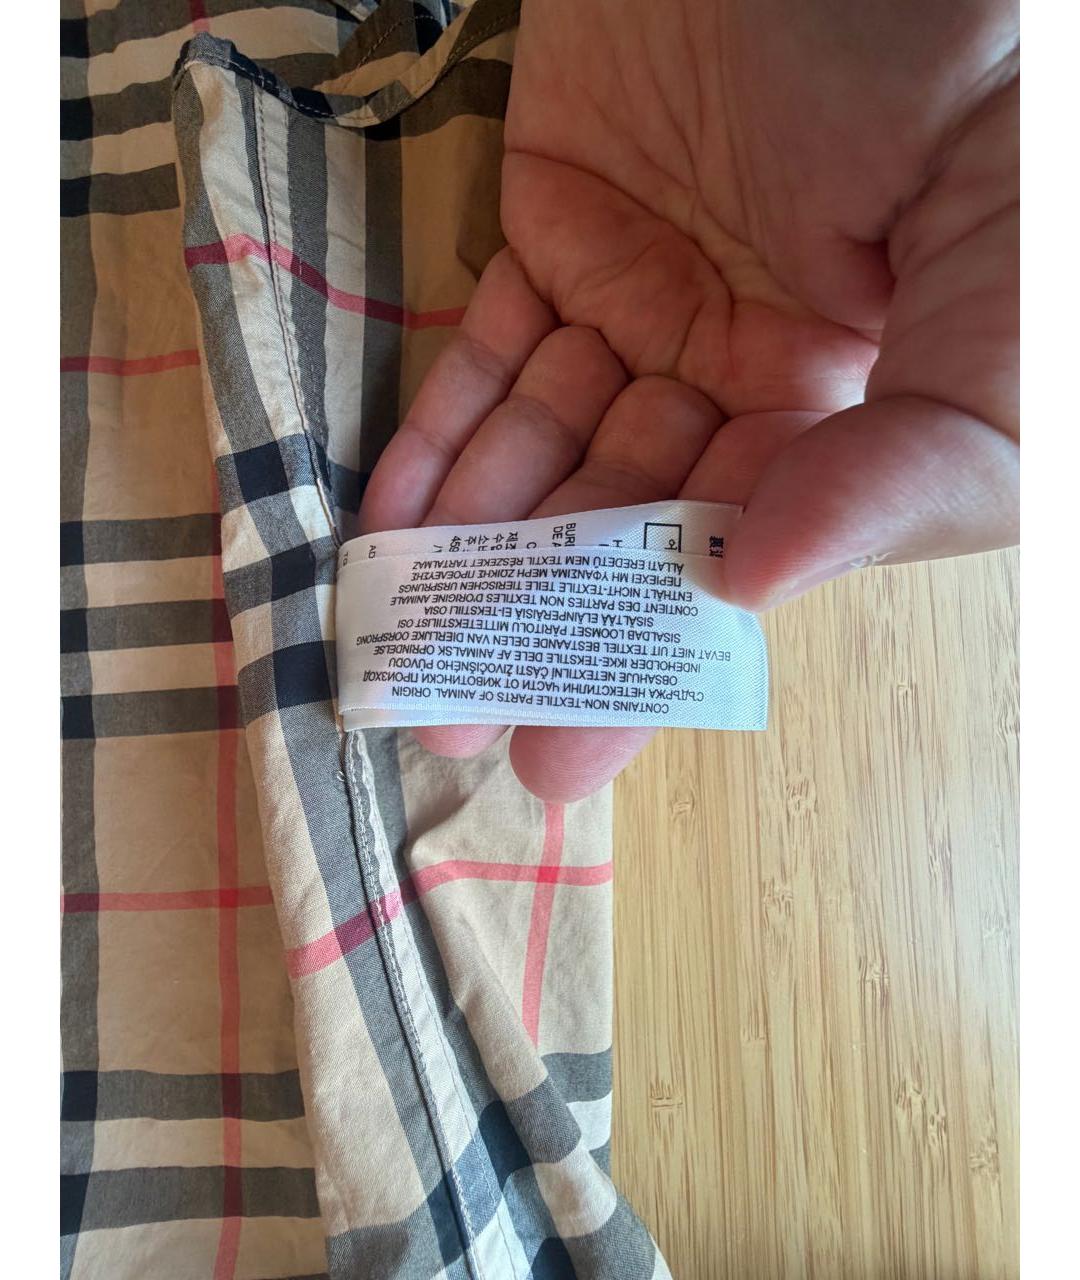 CONTAINS NON-TEXTILE PARTS OF ANIMAL ORIGIN
СЪДЪРЖА НЕТЕКСТИЛНИ ЧАСТИ ОТ ЖИВОТИНСКИ ПРОИЗХОД
OBSAHUJE NETEXTILNÍ ČÁSTI ŽIVOČIŠNÉHO PŮVODU
INDEHOLDER IKKE-TEKSTILE DELE AF ANIMALSK OPRINDELSE
BEVAT NIET UIT TEXTIEL BESTAANDE DELEN VAN DIERLIJKE OORSPRONG
SISALDAB LOOMSET PÄRITOLU MITTETEKSTIILIST OSI
SISÄLTÄÄ ELÄINPERÄISIÄ EI-TEKSTIILI OSIA
CONTIENT DES PARTIES NON TEXTILES D'ORIGINE ANIMALE
ENTHÄLT NICHT-TEXTILE TEILE TIERISCHEN URSPRUNGS
ΠΕΡΙΕΧΕΙ ΜΗ ΥΦΑΝΣΙΜΑ ΜΕΡΗ ΖΩΙΚΗΣ ΠΡΟΕΛΕΥΣΗΣ
ÁLLATI EREDETŰ NEM TEXTIL RÉSZEKET TARTALMAZ